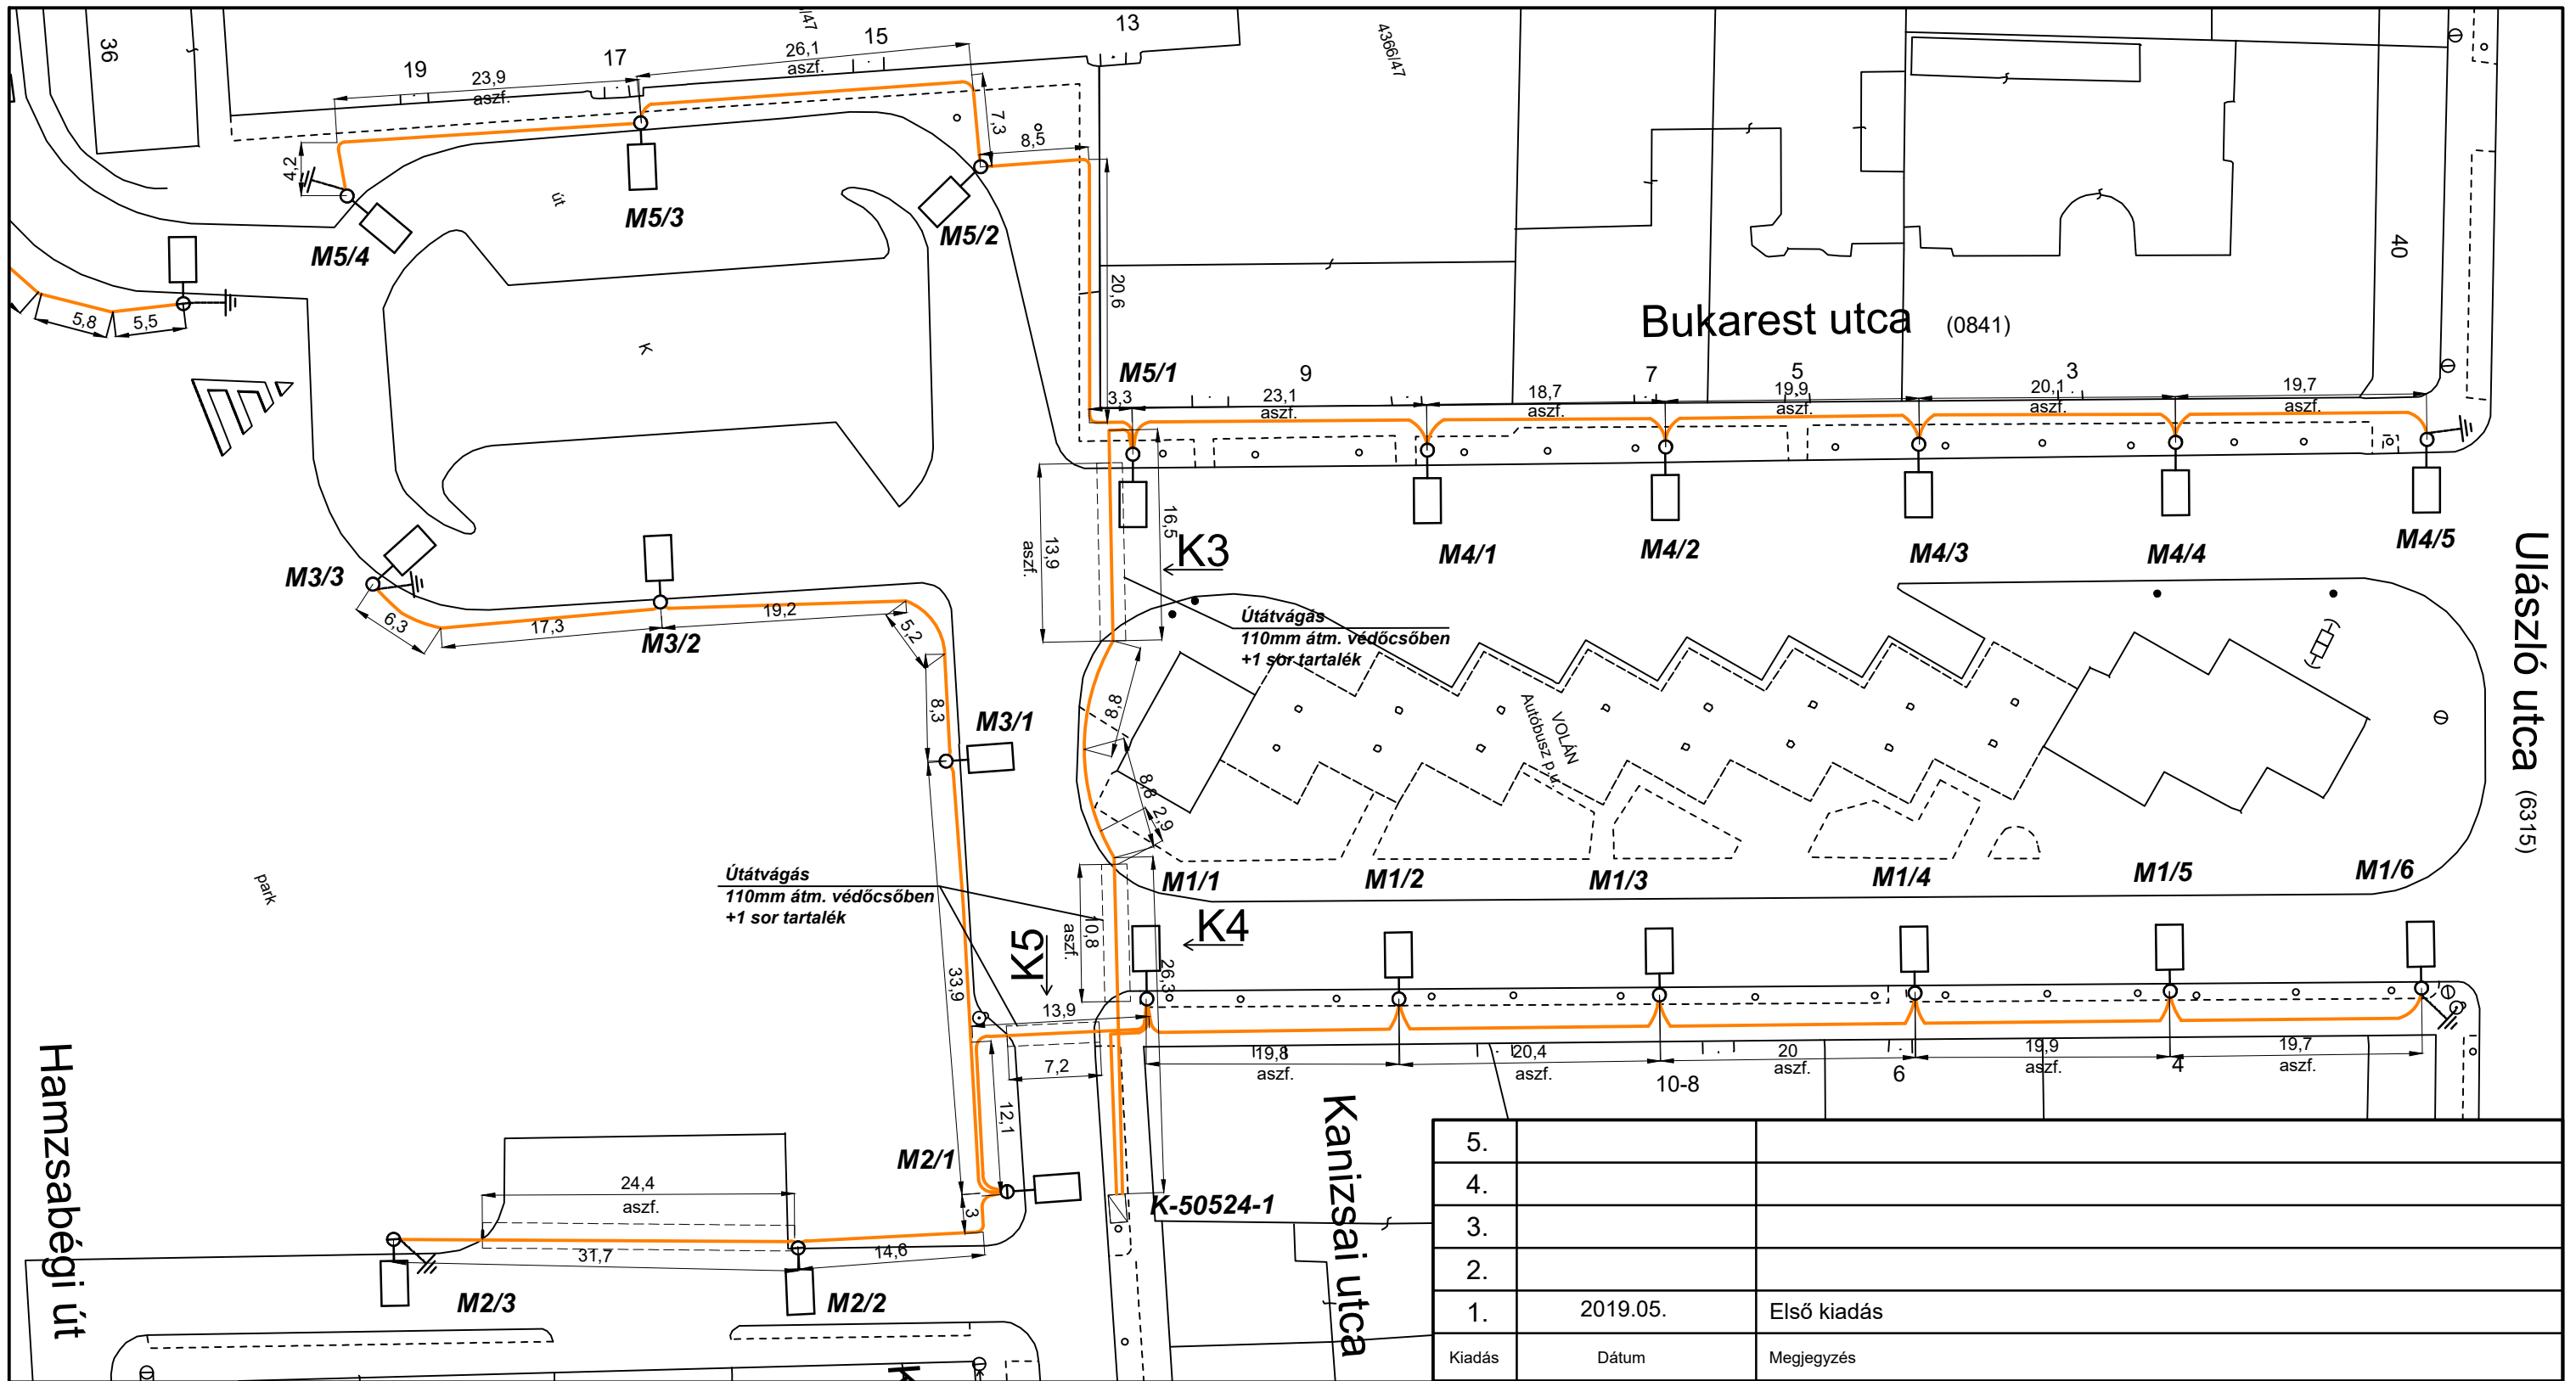 36
19
23,9
aszf.
17
26,1
aszf.
/47
15
13
4366/47
4,2
7,3
8,5
20,6
út
M5/4
M5/3
M5/2
5,8
5,5
K
40
Bukarest utca (0841)
M5/1
3,3
9
23,1
aszf.
18,7
aszf.
7
5
19,9
aszf.
3
20,1
aszf.
19,7
aszf.
16,5
13,9
aszf.
K3
M4/1
M4/2
M4/3
M4/4
M4/5
Ulászló utca (6315)
M3/3
6,3
17,3
M3/2
19,2
5,2
8,3
M3/1
Útátvágás
110mm átm. védőcsőben
+1 sor tartalék
8,8
8,8
2,9
VOLÁN
Autóbusz p.u.
park
Útátvágás
110mm átm. védőcsőben
+1 sor tartalék
33,9
10,8
aszf.
K5
K4
26,3
M1/1
M1/2
M1/3
M1/4
M1/5
M1/6
13,9
7,2
12,1
19,8
aszf.
20,4
aszf.
10-8
20
aszf.
6
19,9
aszf.
4
19,7
aszf.
Hamzsabégi út
Kanizsai utca
M2/1
3
K-50524-1
24,4
aszf.
31,7
14,6
M2/3
M2/2
5.
4.
3.
2.
1. 2019.05. Első kiadás
Kiadás Dátum Megjegyzés